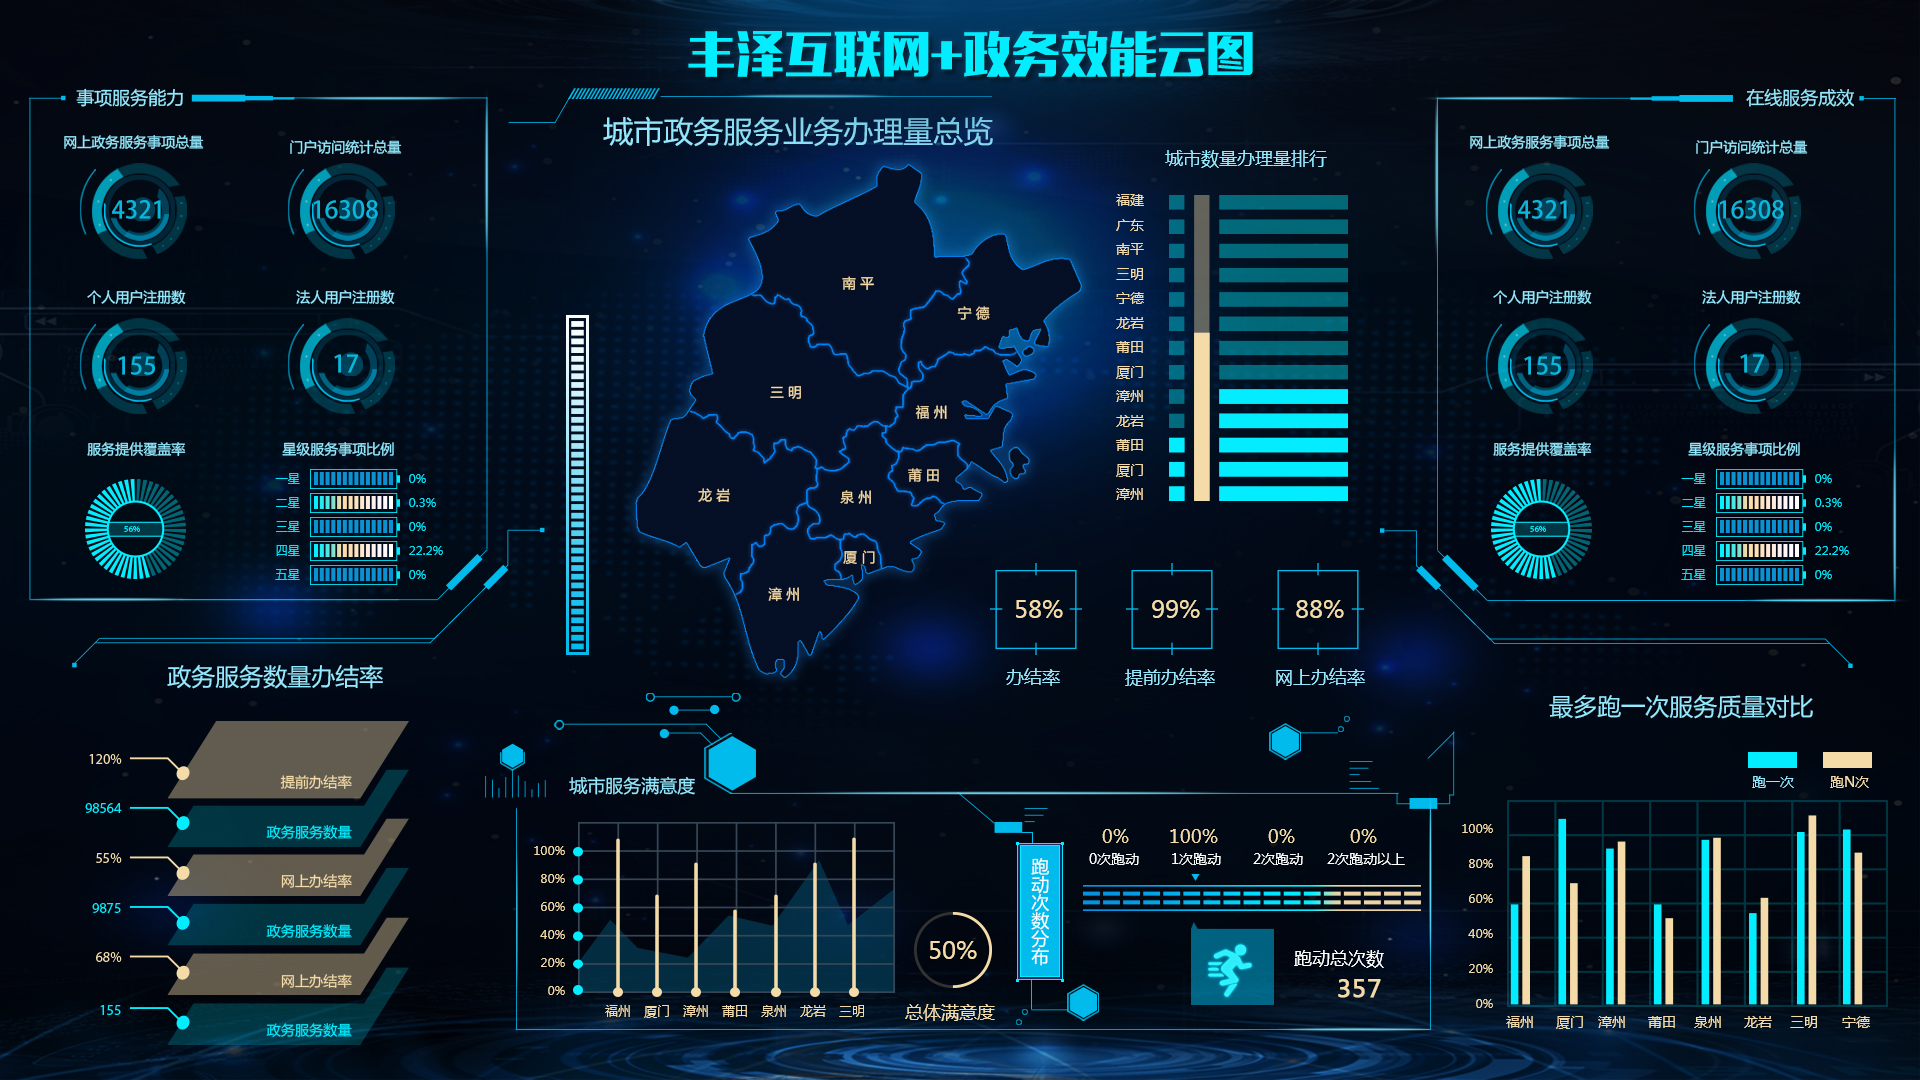 丰泽互联网+政务效能云图
事项服务能力
网上政务服务事项总量
门户访问统计总量
4321
16308
个人用户注册数
法人用户注册数
155
17
服务提供覆盖率
星级服务事项比例
56%
一星 0%
二星 0.3%
三星 0%
四星 22.2%
五星 0%
城市政务服务业务办理量总览
南平
宁德
三明
福州
莆田
龙岩
泉州
厦门
漳州
城市数量办理量排行
福建
广东
南平
三明
宁德
龙岩
莆田
厦门
漳州
龙岩
莆田
厦门
漳州
58%
99%
88%
办结率
提前办结率
网上办结率
在线服务成效
网上政务服务事项总量
门户访问统计总量
4321
16308
个人用户注册数
法人用户注册数
155
17
服务提供覆盖率
星级服务事项比例
56%
一星 0%
二星 0.3%
三星 0%
四星 22.2%
五星 0%
政务服务数量办结率
120%
提前办结率
98564
政务服务数量
55%
网上办结率
9875
政务服务数量
68%
网上办结率
155
政务服务数量
城市服务满意度
100%
80%
60%
40%
20%
0%
福州 厦门 漳州 莆田 泉州 龙岩 三明
50%
总体满意度
跑动次数分布
0% 100% 0% 0%
0次跑动 1次跑动 2次跑动 2次跑动以上
跑动总次数
357
最多跑一次服务质量对比
跑一次 跑N次
100%
80%
60%
40%
20%
0%
福州 厦门 漳州 莆田 泉州 龙岩 三明 宁德